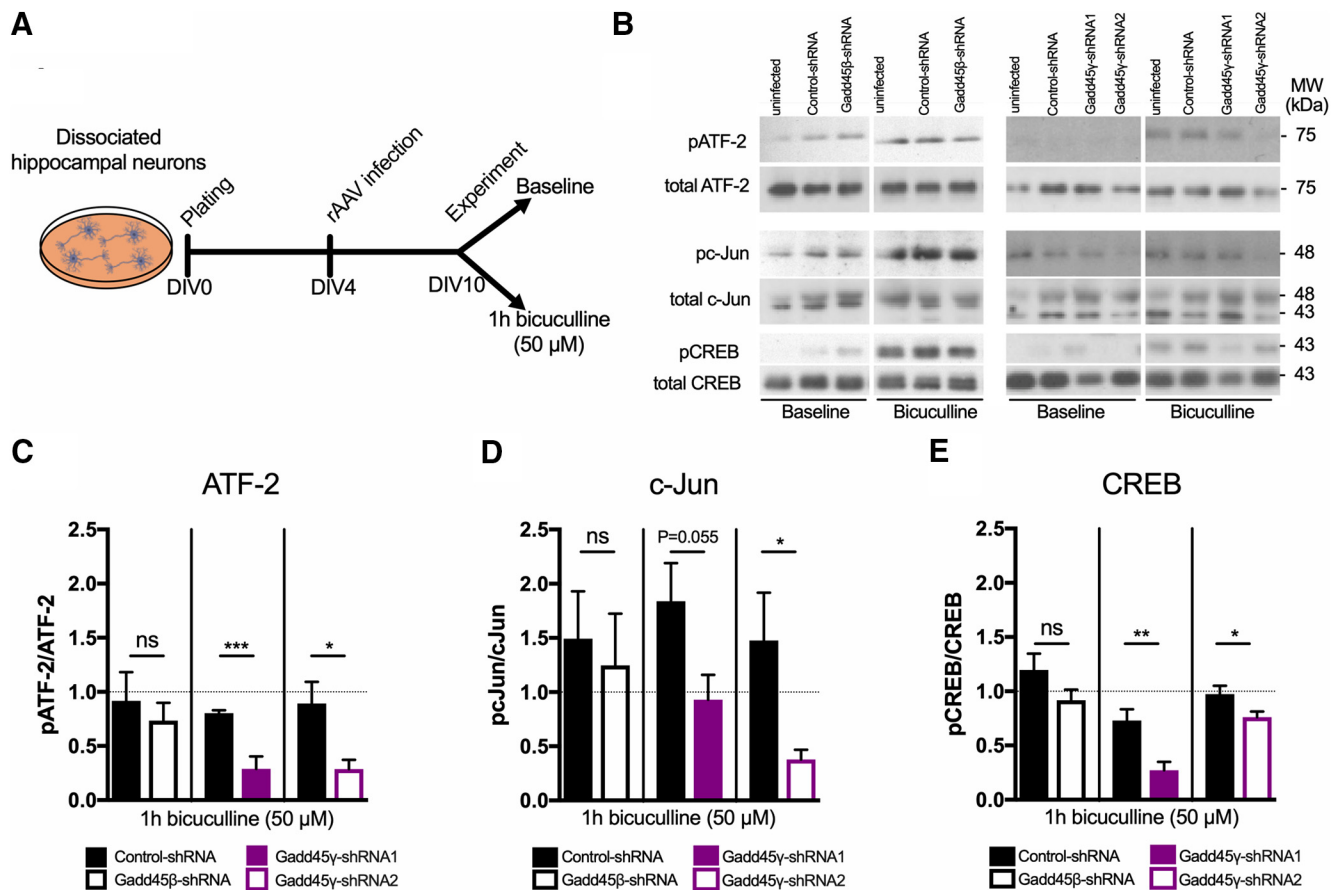 A
Dissociated
hippocampal neurons
Plating
rAAV infection
Experiment
Baseline
DIV0
DIV4
DIV10
1h bicuculline
(50 μM)
B
uninfected
Control-shRNA
Gadd45β-shRNA
uninfected
Control-shRNA
Gadd45β-shRNA
uninfected
Control-shRNA
Gadd45γ-shRNA1
Gadd45γ-shRNA2
uninfected
Control-shRNA
Gadd45γ-shRNA1
Gadd45γ-shRNA2
MW
(kDa)
pATF-2
75
total ATF-2
75
pc-Jun
48
total c-Jun
48
43
pCREB
43
total CREB
43
Baseline
Bicuculline
Baseline
Bicuculline
C
ATF-2
pATF-2/ATF-2
2.5
2.0
1.5
1.0
0.5
0.0
ns
***
*
1h bicuculline (50 μM)
Control-shRNA
Gadd45β-shRNA
Gadd45γ-shRNA1
Gadd45γ-shRNA2
D
c-Jun
pcJun/cJun
2.5
2.0
1.5
1.0
0.5
0.0
ns
P=0.055
*
1h bicuculline (50 μM)
Control-shRNA
Gadd45β-shRNA
Gadd45γ-shRNA1
Gadd45γ-shRNA2
E
CREB
pCREB/CREB
2.5
2.0
1.5
1.0
0.5
0.0
ns
**
*
1h bicuculline (50 μM)
Control-shRNA
Gadd45β-shRNA
Gadd45γ-shRNA1
Gadd45γ-shRNA2